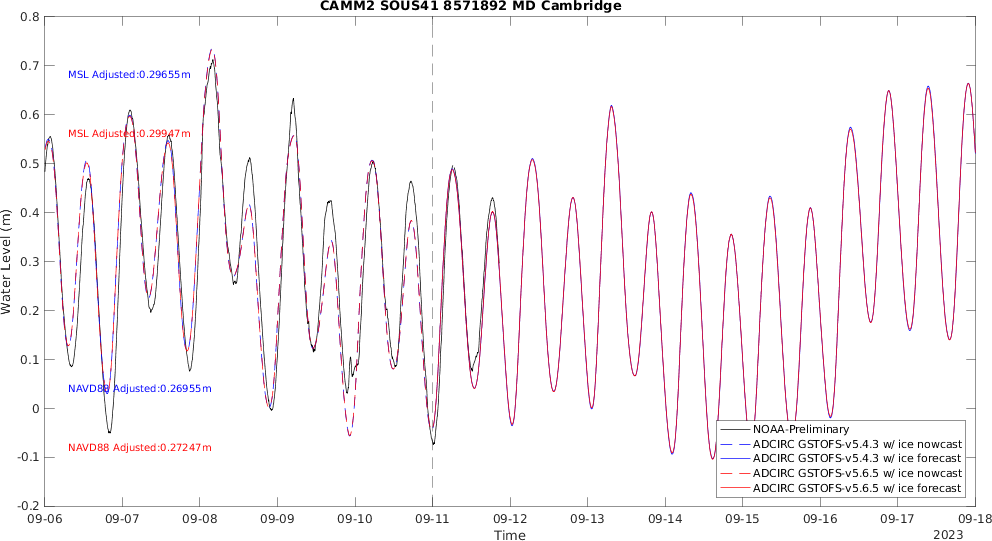 CAMM2 SOUS41 8571892 MD Cambridge
0.8
0.7
0.6
0.5
0.4
0.3
0.2
0.1
0
-0.1
-0.2
Water Level (m)
MSL Adjusted:0.29655m
MSL Adjusted:0.29947m
NAVD88 Adjusted:0.26955m
NAVD88 Adjusted:0.27247m
NOAA-Preliminary
ADCIRC GSTOFS-v5.4.3 w/ ice nowcast
ADCIRC GSTOFS-v5.4.3 w/ ice forecast
ADCIRC GSTOFS-v5.6.5 w/ ice nowcast
ADCIRC GSTOFS-v5.6.5 w/ ice forecast
09-06 09-07 09-08 09-09 09-10 09-11 09-12 09-13 09-14 09-15 09-16 09-17 09-18
Time
2023